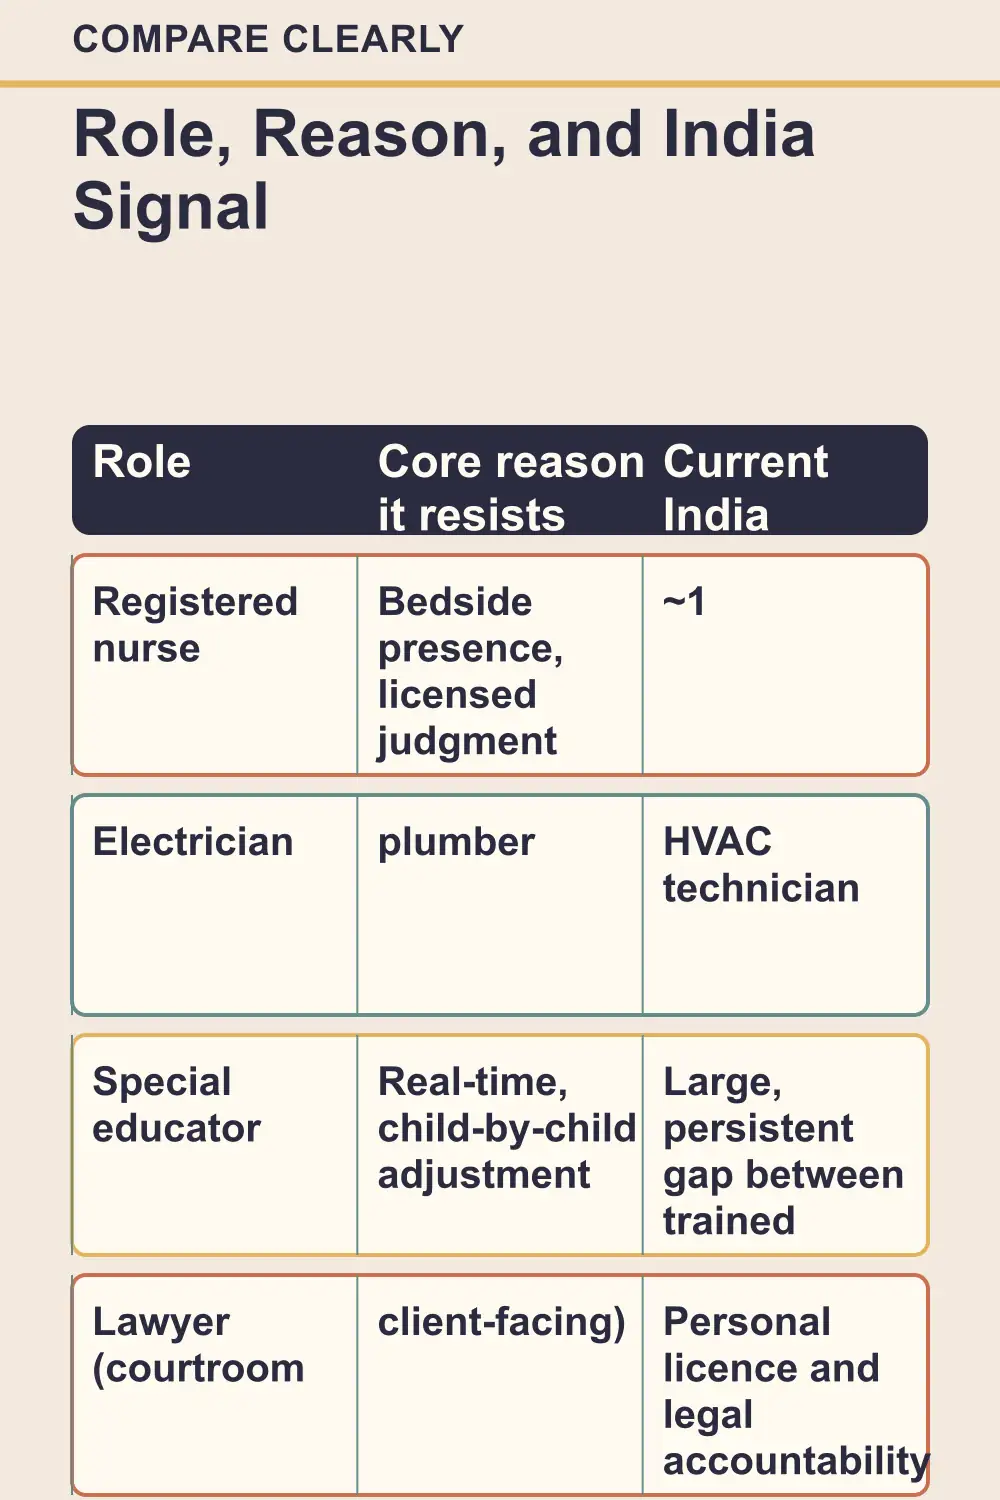 COMPARE CLEARLY
Role, Reason, and India
Signal
Role
Core reason
it resists
Current
India
Registered
nurse
Bedside
presence,
licensed
judgment
~1
Electrician
plumber
HVAC
technician
Special
educator
Real-time,
child-by-child
adjustment
Large,
persistent
gap between
trained
Lawyer
(courtroom
client-facing)
Personal
licence and
legal
accountability